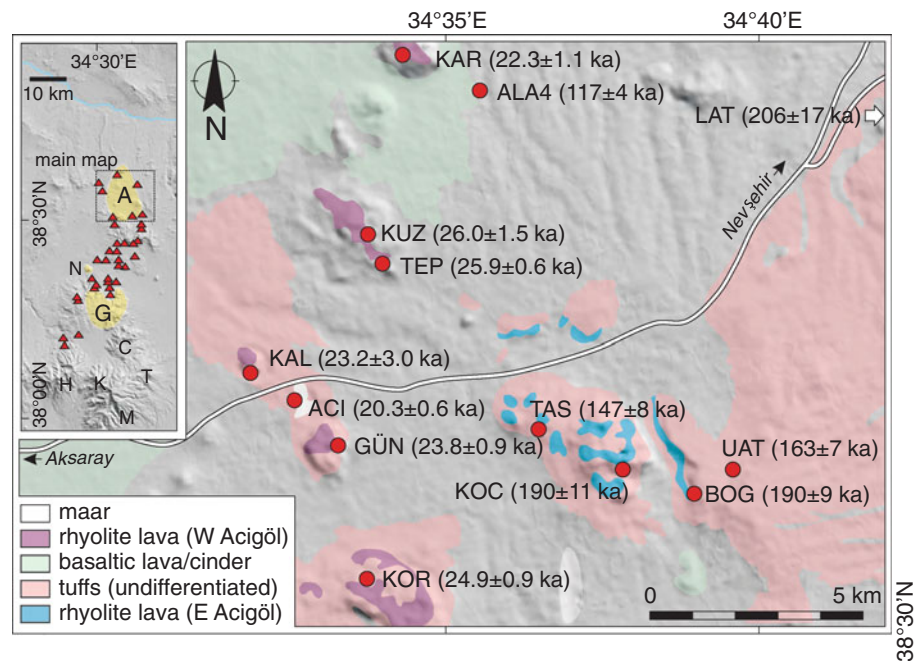 34°35'E
34°40'E
34°30'E
10 km
main map
A
N
G
C
H
K
T
M
38°30'N
38°00'N
N
KAR (22.3±1.1 ka)
ALA4 (117±4 ka)
LAT (206±17 ka)
Nevşehir
KUZ (26.0±1.5 ka)
TEP (25.9±0.6 ka)
KAL (23.2±3.0 ka)
ACI (20.3±0.6 ka)
TAS (147±8 ka)
GÜN (23.8±0.9 ka)
UAT (163±7 ka)
Aksaray
KOC (190±11 ka)
BOG (190±9 ka)
maar
rhyolite lava (W Acigöl)
basaltic lava/cinder
tuffs (undifferentiated)
rhyolite lava (E Acigöl)
KOR (24.9±0.9 ka)
0
5 km
38°30'N